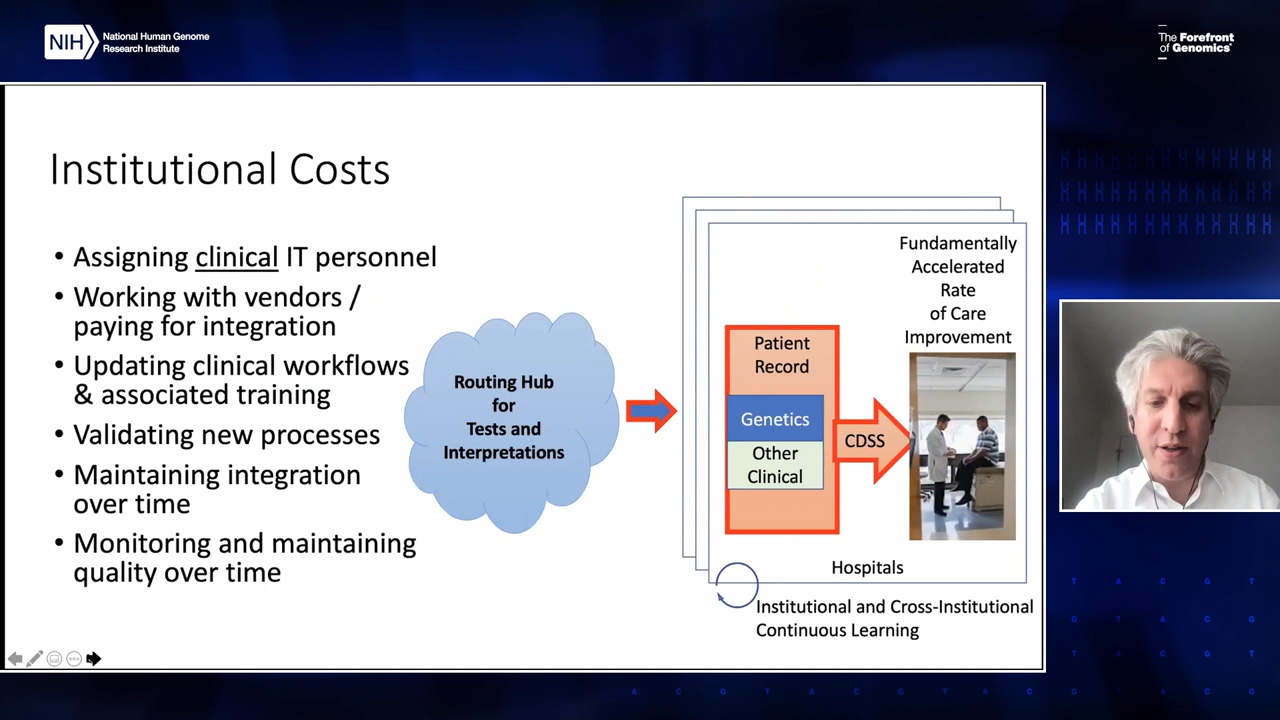 NIH
National Human Genome
Research Institute
The Forefront
of Genomics®
Institutional Costs
• Assigning clinical IT personnel
• Working with vendors /
paying for integration
• Updating clinical workflows
& associated training
• Validating new processes
• Maintaining integration
over time
• Monitoring and maintaining
quality over time
Routing Hub
for
Tests and
Interpretations
Fundamentally
Accelerated
Rate
of Care
Improvement
Patient
Record
Genetics
Other
Clinical
CDSS
Hospitals
Institutional and Cross-Institutional
Continuous Learning
T A C G T
G T A C G
T A C G T
A C G T A C G T A C G T A C G T